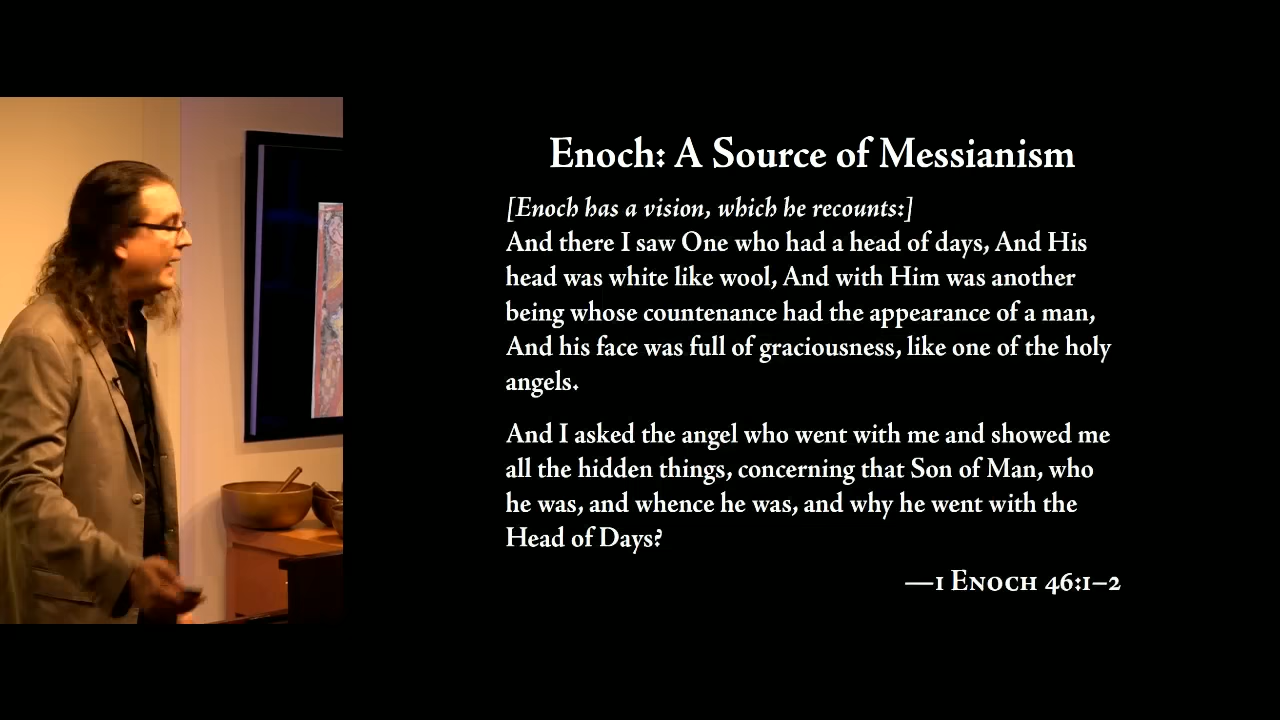 Enoch: A Source of Messianism
[Enoch has a vision, which he recounts:]
And there I saw One who had a head of days, And His
head was white like wool, And with Him was another
being whose countenance had the appearance of a man,
And his face was full of graciousness, like one of the holy
angels.
And I asked the angel who went with me and showed me
all the hidden things, concerning that Son of Man, who
he was, and whence he was, and why he went with the
Head of Days?
—1 Enoch 46:1–2